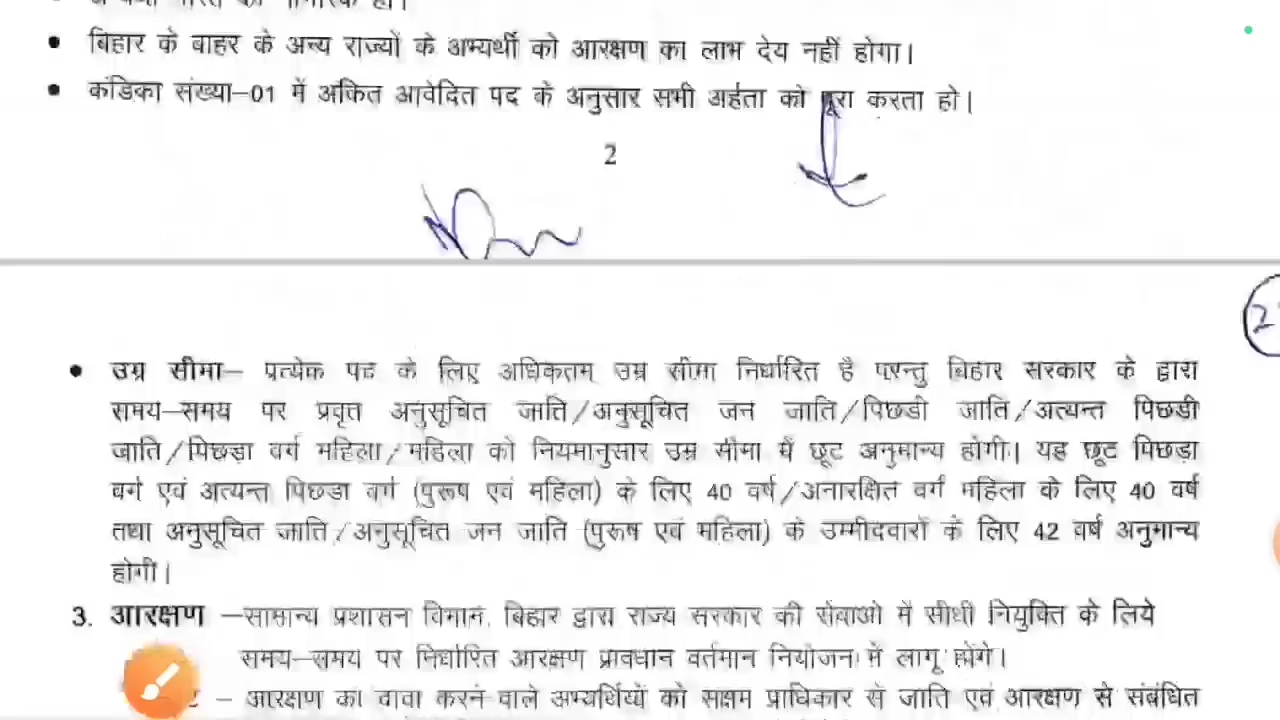 भारत का नागरिक हो।
• बिहार के बाहर के अन्य राज्यों के अभ्यर्थी को आरक्षण का लाभ देय नहीं होगा।
• कंडिका संख्या–01 में अंकित आवेदित पद के अनुसार सभी अर्हता को पूरा करता हो।
2
• उम्र सीमा– प्रत्येक पद के लिए अधिकतम् उम्र सीमा निर्धारित है परन्तु बिहार सरकार के द्वारा
समय–समय पर प्रवृत अनुसूचित जाति/अनुसूचित जन जाति/पिछडी जाति/अत्यन्त पिछडी
जाति/पिछड़ा वर्ग महिला/महिला को नियमानुसार उम्र सीमा में छूट अनुमान्य होगी। यह छूट पिछड़ा
वर्ग एवं अत्यन्त पिछडा वर्ग (पुरूष एवं महिला) के लिए 40 वर्ष/अनारक्षित वर्ग महिला के लिए 40 वर्ष
तथा अनुसूचित जाति/अनुसूचित जन जाति (पुरूष एवं महिला) के उम्मीदवारों के लिए 42 वर्ष अनुमान्य
होगी।
3. आरक्षण –सामान्य प्रशासन विभाग, बिहार द्वारा राज्य सरकार की सेवाओ में सीधी नियुक्ति के लिये
समय–समय पर निर्धारित आरक्षण प्रावधान वर्तमान नियोजन में लागू होंगे।
– आरक्षण का दावा करने वाले अभ्यर्थियों को सक्षम प्राधिकार से जाति एवं आरक्षण से संबंधित